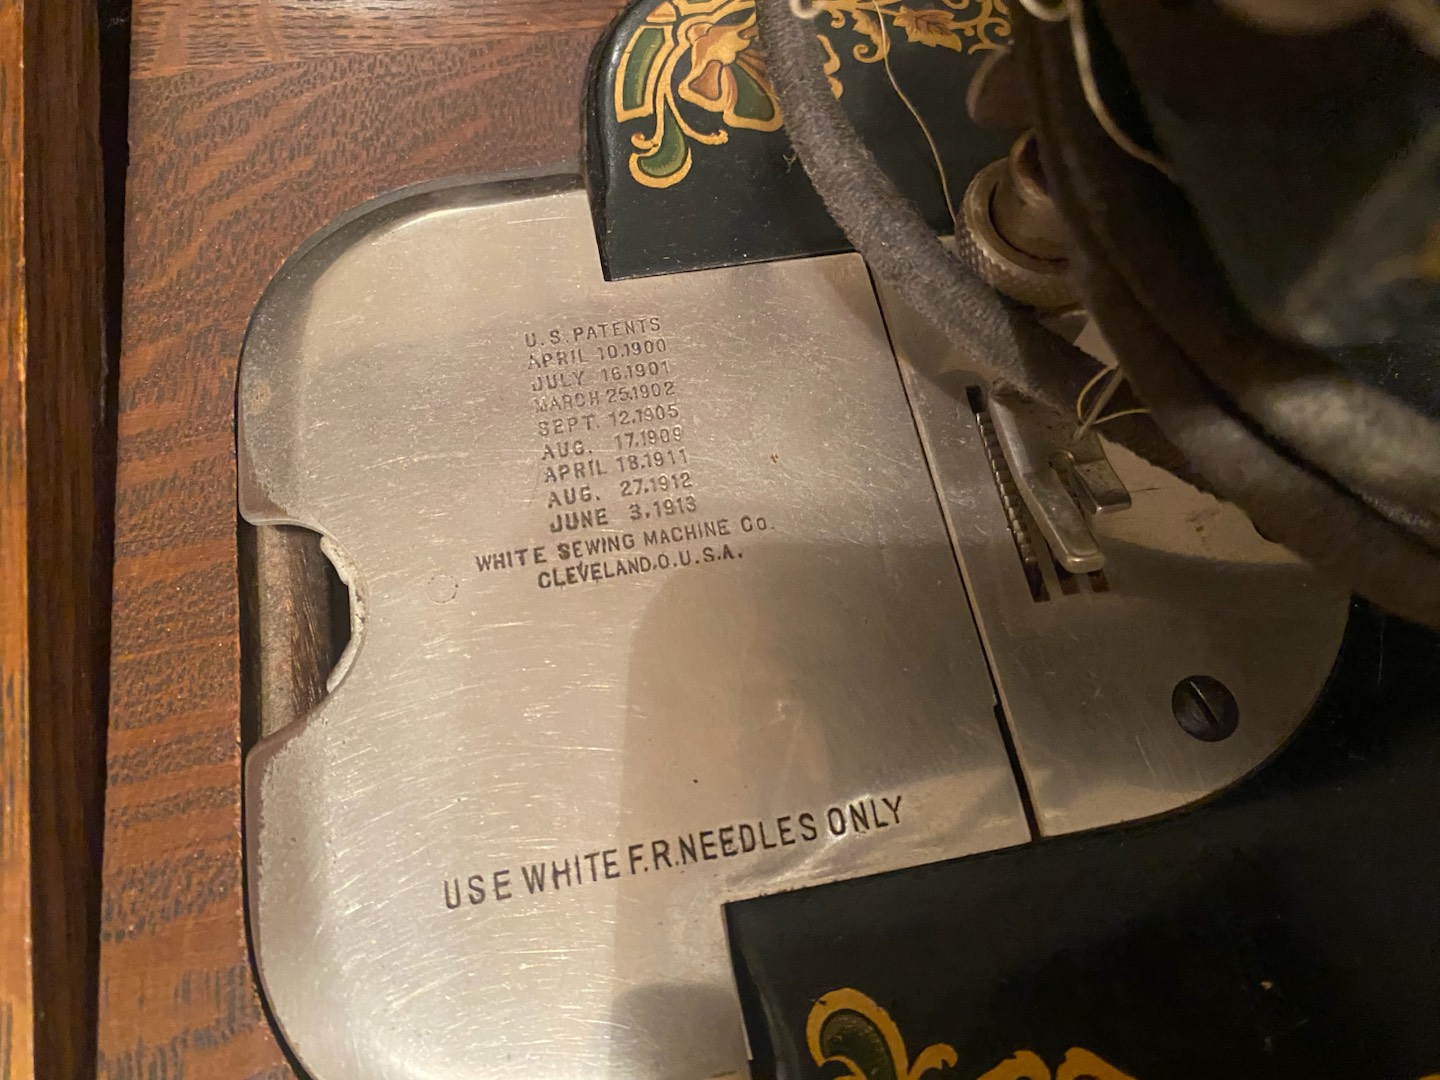 U.S. PATENTS
APRIL 10.1900
JULY 16.1901
MARCH 25.1902
SEPT. 12.1905
AUG. 17.1909
APRIL 18.1911
AUG. 27.1912
JUNE 3.1913
WHITE SEWING MACHINE Co.
CLEVELAND.O.U.S.A.
USE WHITE F.R.NEEDLES ONLY